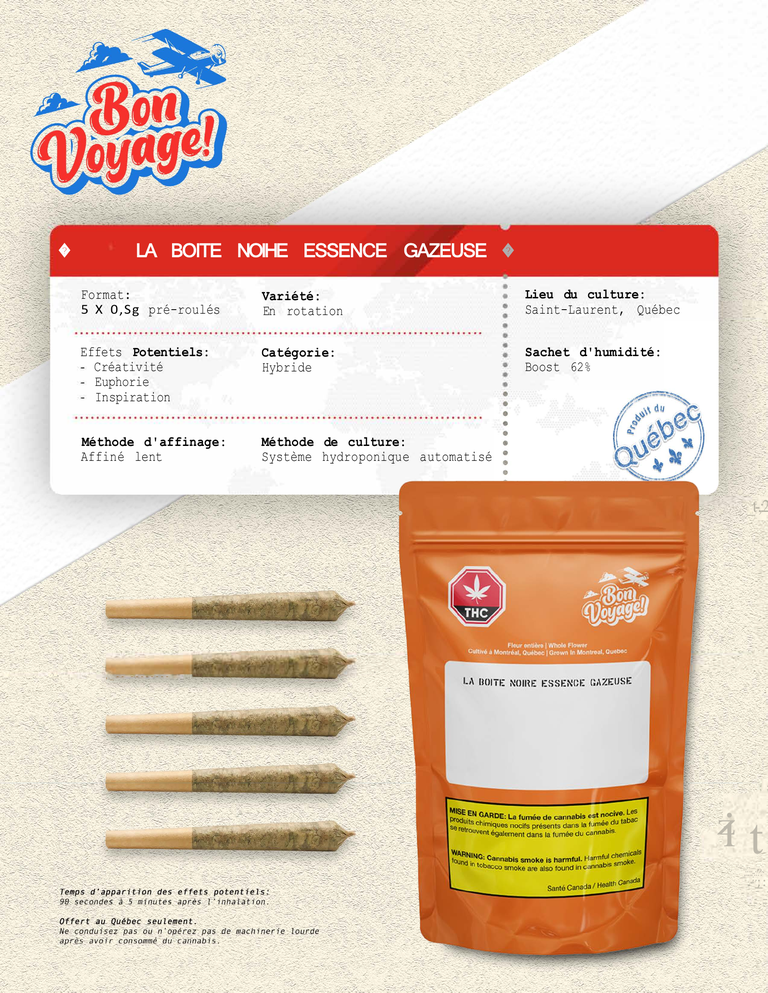 Bon
Voyage!
LA BOITE NOIHE ESSENCE GAZEUSE
Format:
5 X 0,5g pré-roulés
Variété:
En rotation
Lieu du culture:
Saint-Laurent, Québec
Effets Potentiels:
- Créativité
- Euphorie
- Inspiration
Catégorie:
Hybride
Sachet d'humidité:
Boost 62%
Méthode d'affinage:
Affiné lent
Méthode de culture:
Système hydroponique automatisé
Produit du
Québec
THC
Bon
Voyage!
Fleur entière | Whole Flower
Cultivé à Montréal, Québec | Grown In Montreal, Quebec
LA BOITE NOIRE ESSENCE GAZEUSE
MISE EN GARDE: La fumée de cannabis est nocive. Les
produits chimiques nocifs présents dans la fumée du tabac
se retrouvent également dans la fumée du cannabis.
WARNING: Cannabis smoke is harmful. Harmful chemicals
found in tobacco smoke are also found in cannabis smoke.
Santé Canada / Health Canada
Temps d'apparition des effets potentiels:
90 secondes à 5 minutes après l'inhalation.
Offert au Québec seulement.
Ne conduisez pas ou n'opérez pas de machinerie lourde
après avoir consommé du cannabis.